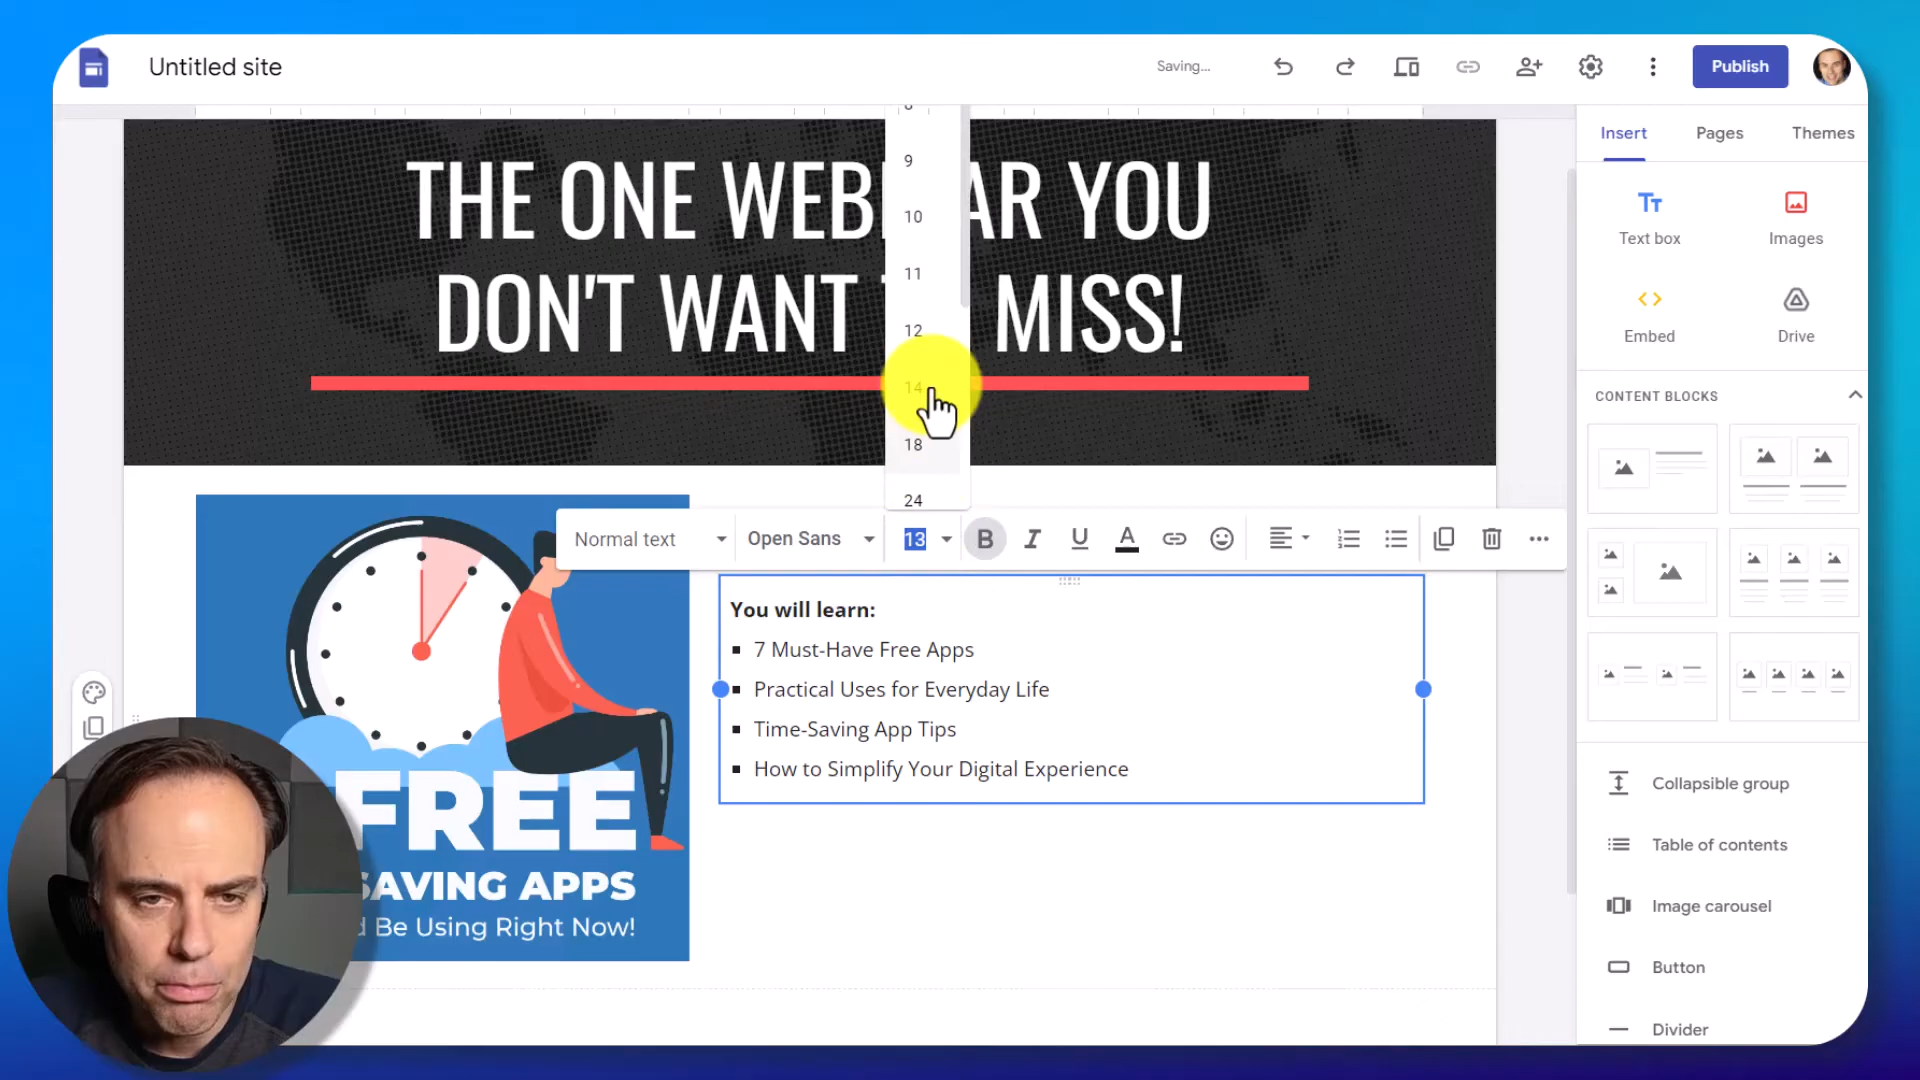 Untitled site
Saving...
Publish
Insert
Pages
Themes
THE ONE WEB AR YOU
DON'T WANT MISS!
9
10
11
12
14
18
24
Text box
Images
Embed
Drive
CONTENT BLOCKS
Normal text
Open Sans
13
B
I
U
A
You will learn:
▪ 7 Must-Have Free Apps
▪ Practical Uses for Everyday Life
▪ Time-Saving App Tips
▪ How to Simplify Your Digital Experience
FREE
SAVING APPS
d Be Using Right Now!
Collapsible group
Table of contents
Image carousel
Button
Divider